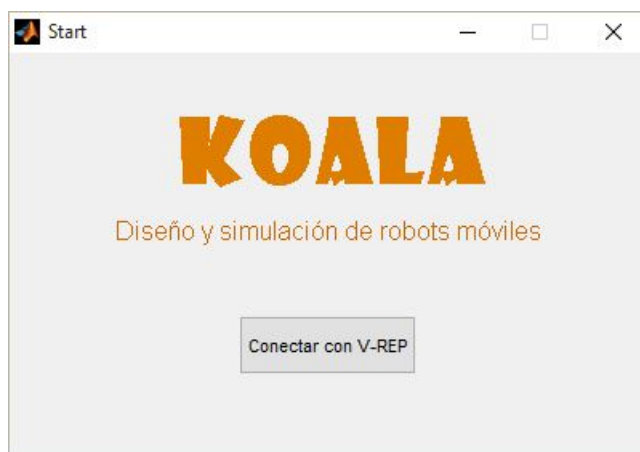 Start
KOALA
Diseño y simulación de robots móviles
Conectar con V-REP